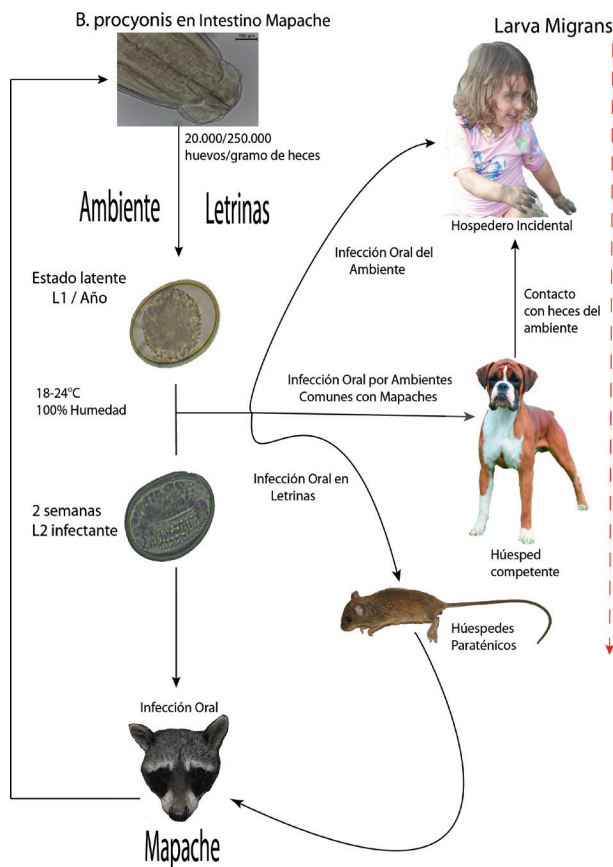 B. procyonis en Intestino Mapache
Larva Migrans
20.000/250.000
huevos/gramo de heces
Ambiente Letrinas
Hospedero Incidental
Infección Oral del
Ambiente
Estado latente
L1 / Año
Contacto
con heces del
ambiente
18-24°C
100% Humedad
Infección Oral por Ambientes
Comunes con Mapaches
Infección Oral en
Letrinas
2 semanas
L2 infectante
Húesped
competente
Húespedes
Paraténicos
Infección Oral
Mapache